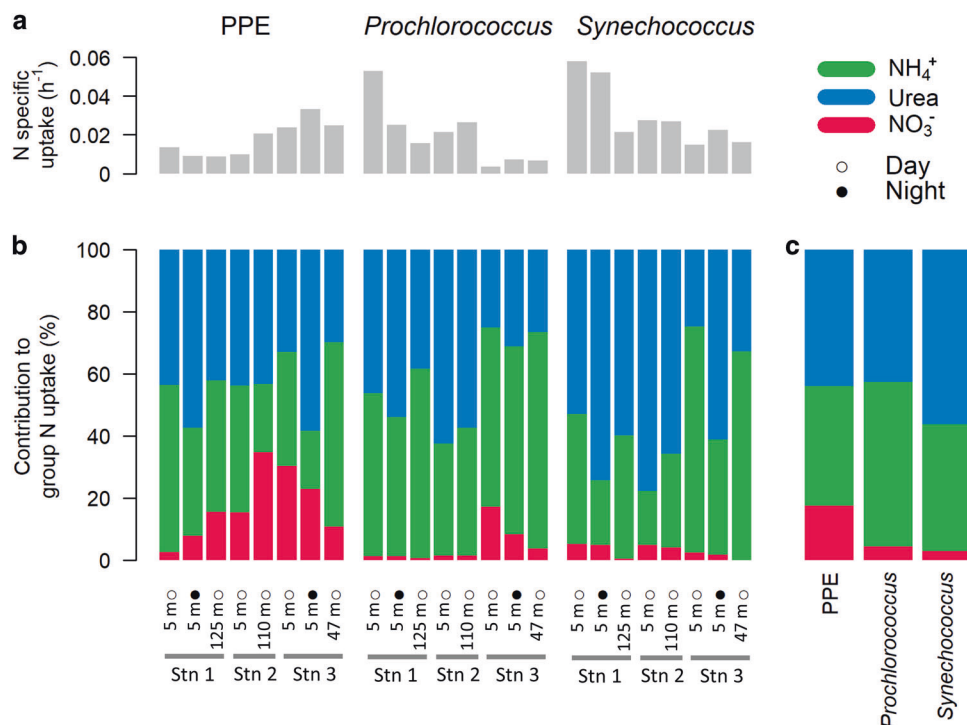 a
PPE
Prochlorococcus
Synechococcus
N specific
uptake (h⁻¹)
0.06
0.04
0.02
0
NH₄⁺
Urea
NO₃⁻
○ Day
● Night
b
c
Contribution to
group N uptake (%)
100
80
60
40
20
0
5 m○ 5 m● 125 m○ 5 m○ 110 m○ 5 m○ 5 m● 47 m○
Stn 1 Stn 2 Stn 3
5 m○ 5 m● 125 m○ 5 m○ 110 m○ 5 m○ 5 m● 47 m○
Stn 1 Stn 2 Stn 3
5 m○ 5 m● 125 m○ 5 m○ 110 m○ 5 m○ 5 m● 47 m○
Stn 1 Stn 2 Stn 3
PPE
Prochlorococcus
Synechococcus